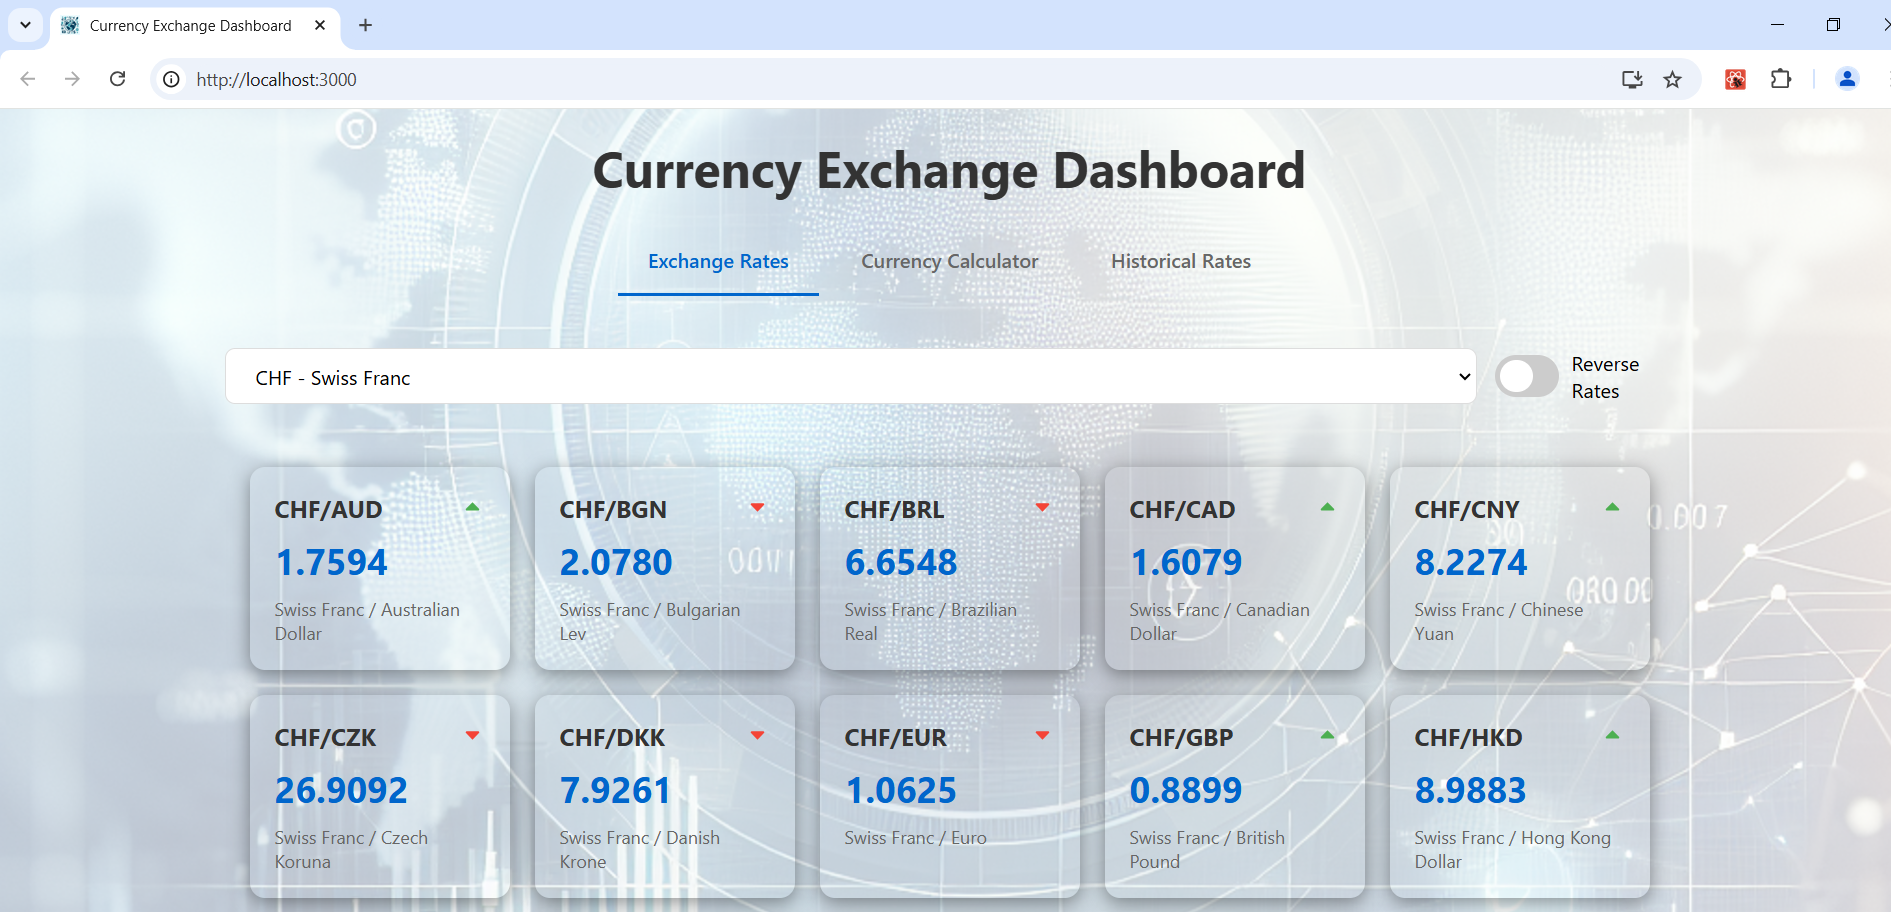 Currency Exchange Dashboard
http://localhost:3000
Currency Exchange Dashboard
Exchange Rates
Currency Calculator
Historical Rates
CHF - Swiss Franc
Reverse
Rates
CHF/AUD
1.7594
Swiss Franc / Australian
Dollar
CHF/BGN
2.0780
Swiss Franc / Bulgarian
Lev
CHF/BRL
6.6548
Swiss Franc / Brazilian
Real
CHF/CAD
1.6079
Swiss Franc / Canadian
Dollar
CHF/CNY
8.2274
Swiss Franc / Chinese
Yuan
CHF/CZK
26.9092
Swiss Franc / Czech
Koruna
CHF/DKK
7.9261
Swiss Franc / Danish
Krone
CHF/EUR
1.0625
Swiss Franc / Euro
CHF/GBP
0.8899
Swiss Franc / British
Pound
CHF/HKD
8.9883
Swiss Franc / Hong Kong
Dollar